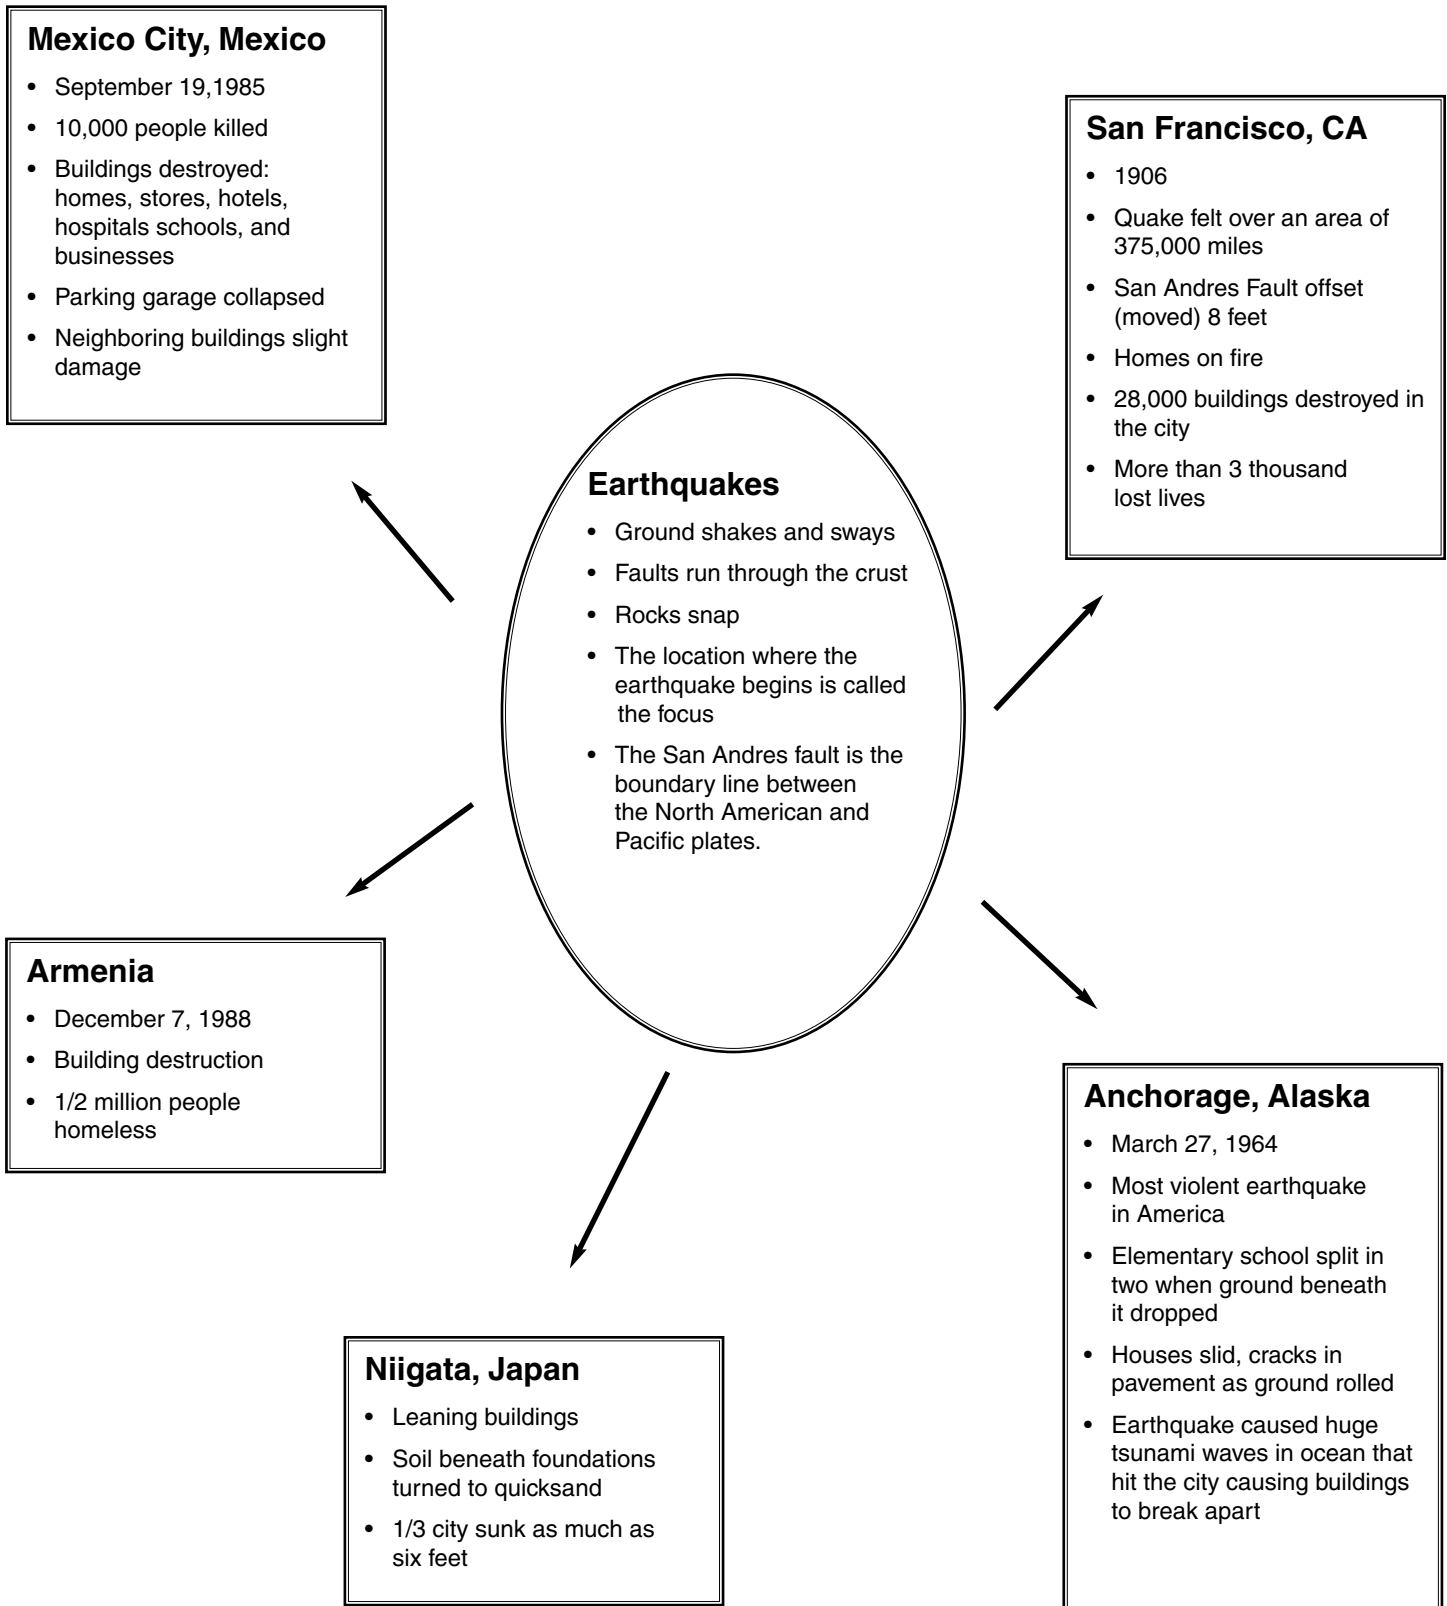 Mexico City, Mexico
• September 19,1985
• 10,000 people killed
• Buildings destroyed:
homes, stores, hotels,
hospitals schools, and
businesses
• Parking garage collapsed
• Neighboring buildings slight
damage
San Francisco, CA
• 1906
• Quake felt over an area of
375,000 miles
• San Andres Fault offset
(moved) 8 feet
• Homes on fire
• 28,000 buildings destroyed in
the city
• More than 3 thousand
lost lives
Earthquakes
• Ground shakes and sways
• Faults run through the crust
• Rocks snap
• The location where the
earthquake begins is called
the focus
• The San Andres fault is the
boundary line between
the North American and
Pacific plates.
Armenia
• December 7, 1988
• Building destruction
• 1/2 million people
homeless
Anchorage, Alaska
• March 27, 1964
• Most violent earthquake
in America
• Elementary school split in
two when ground beneath
it dropped
• Houses slid, cracks in
pavement as ground rolled
• Earthquake caused huge
tsunami waves in ocean that
hit the city causing buildings
to break apart
Niigata, Japan
• Leaning buildings
• Soil beneath foundations
turned to quicksand
• 1/3 city sunk as much as
six feet